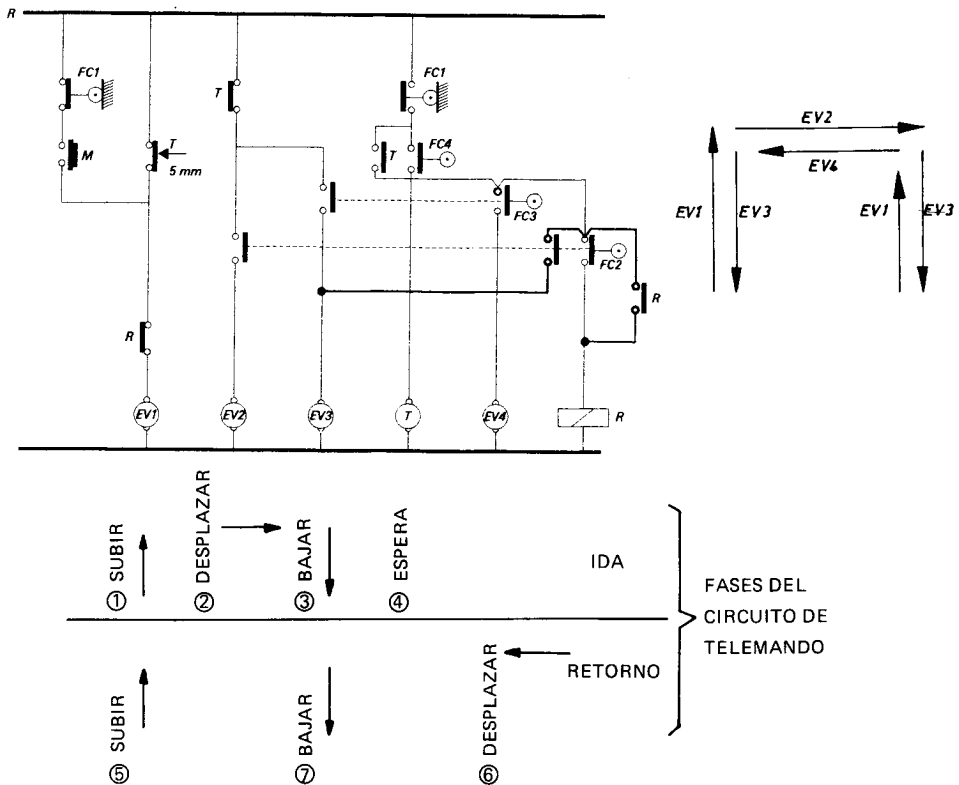 R
FC1
FC1
T
M
T
5 mm
T
FC4
FC3
FC2
R
R
EV1
EV2
EV3
T
EV4
R
EV2
EV4
EV1
EV3
EV1
EV3
① SUBIR
② DESPLAZAR
③ BAJAR
④ ESPERA
IDA
FASES DEL
CIRCUITO DE
TELEMANDO
RETORNO
⑤ SUBIR
⑦ BAJAR
⑥ DESPLAZAR